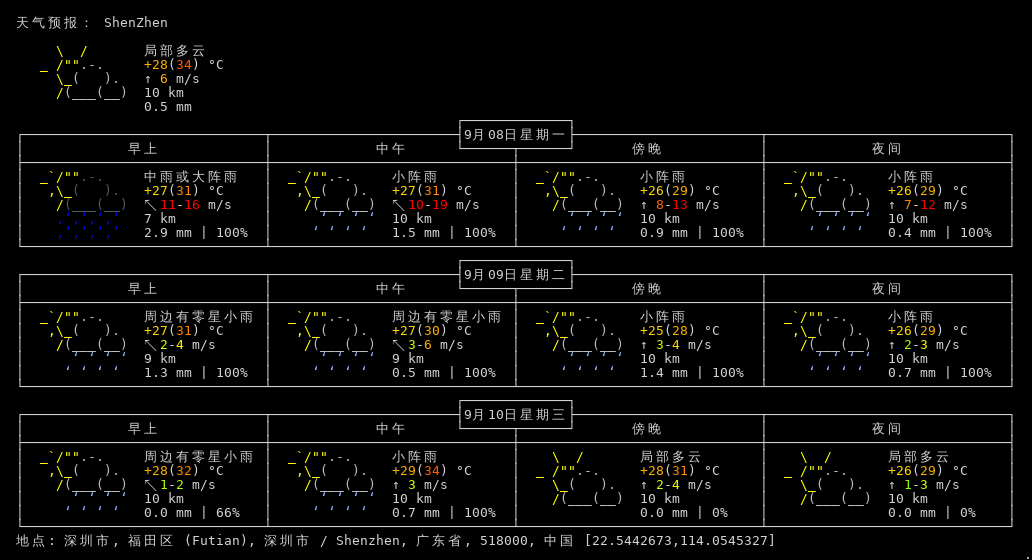 天气预报： ShenZhen
局部多云
+28(34) °C
↑ 6 m/s
10 km
0.5 mm
9月08日星期一
早上 中午 傍晚 夜间
中雨或大阵雨 小阵雨 小阵雨 小阵雨
+27(31) °C +27(31) °C +26(29) °C +26(29) °C
↖ 11-16 m/s ↖ 10-19 m/s ↑ 8-13 m/s ↑ 7-12 m/s
7 km 10 km 10 km 10 km
2.9 mm | 100% 1.5 mm | 100% 0.9 mm | 100% 0.4 mm | 100%
9月09日星期二
早上 中午 傍晚 夜间
周边有零星小雨 周边有零星小雨 小阵雨 小阵雨
+27(31) °C +27(30) °C +25(28) °C +26(29) °C
↖ 2-4 m/s ↖ 3-6 m/s ↑ 3-4 m/s ↑ 2-3 m/s
9 km 9 km 10 km 10 km
1.3 mm | 100% 0.5 mm | 100% 1.4 mm | 100% 0.7 mm | 100%
9月10日星期三
早上 中午 傍晚 夜间
周边有零星小雨 小阵雨 局部多云 局部多云
+28(32) °C +29(34) °C +28(31) °C +26(29) °C
↖ 1-2 m/s ↑ 3 m/s ↑ 2-4 m/s ↑ 1-3 m/s
10 km 10 km 10 km 10 km
0.0 mm | 66% 0.7 mm | 100% 0.0 mm | 0% 0.0 mm | 0%
地点: 深圳市, 福田区 (Futian), 深圳市 / Shenzhen, 广东省, 518000, 中国 [22.5442673,114.0545327]